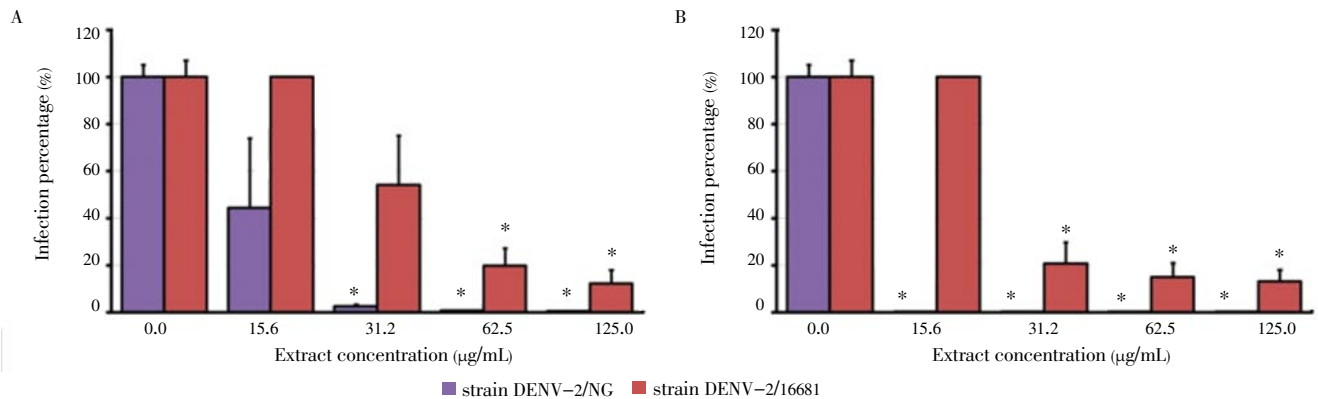 A
120
100
80
60
40
20
0
Infection percentage (%)
*
*
*
*
*
0.0 15.6 31.2 62.5 125.0
Extract concentration (μg/mL)
B
120
100
80
60
40
20
0
Infection percentage (%)
*
*
*
*
*
*
*
0.0 15.6 31.2 62.5 125.0
Extract concentration (μg/mL)
strain DENV−2/NG strain DENV−2/16681